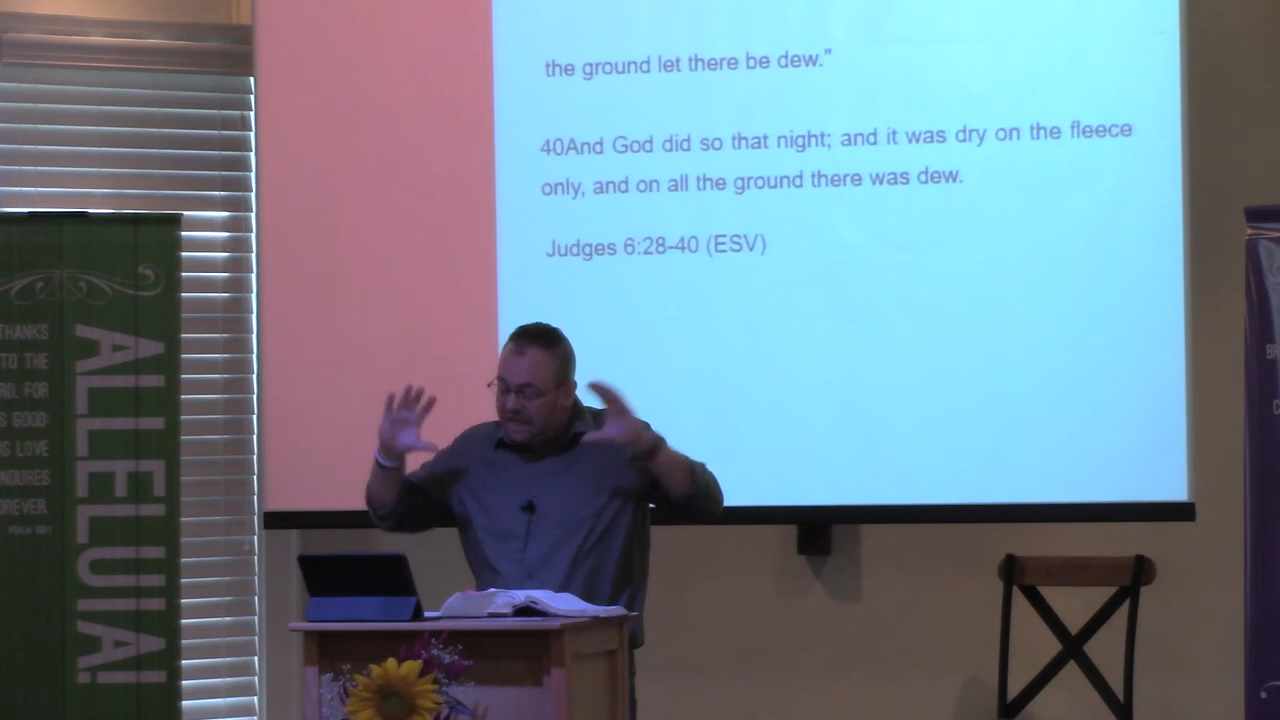 the ground let there be dew."
40And God did so that night; and it was dry on the fleece
only, and on all the ground there was dew.
Judges 6:28-40 (ESV)
THANKS
TO THE
FOR
GOOD:
LOVE
FOREVER.
ALLELUIA!